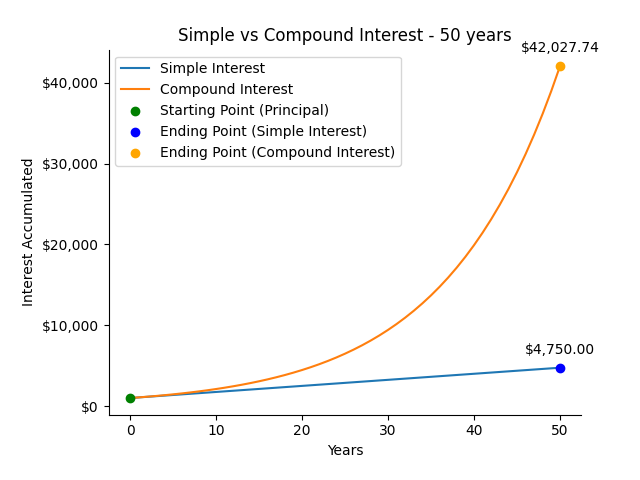 Simple vs Compound Interest - 50 years
$42,027.74
Simple Interest
Compound Interest
Starting Point (Principal)
Ending Point (Simple Interest)
Ending Point (Compound Interest)
$40,000
$30,000
$20,000
$10,000
$0
Interest Accumulated
$4,750.00
0 10 20 30 40 50
Years